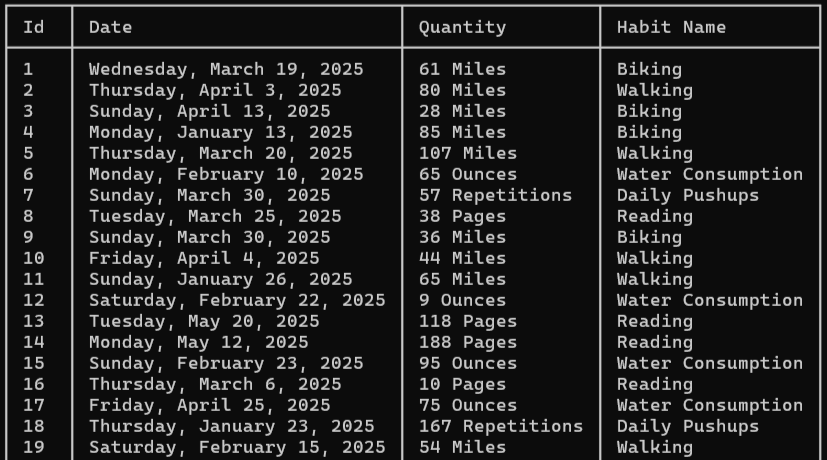 Id Date Quantity Habit Name
1 Wednesday, March 19, 2025 61 Miles Biking
2 Thursday, April 3, 2025 80 Miles Walking
3 Sunday, April 13, 2025 28 Miles Biking
4 Monday, January 13, 2025 85 Miles Biking
5 Thursday, March 20, 2025 107 Miles Walking
6 Monday, February 10, 2025 65 Ounces Water Consumption
7 Sunday, March 30, 2025 57 Repetitions Daily Pushups
8 Tuesday, March 25, 2025 38 Pages Reading
9 Sunday, March 30, 2025 36 Miles Biking
10 Friday, April 4, 2025 44 Miles Walking
11 Sunday, January 26, 2025 65 Miles Walking
12 Saturday, February 22, 2025 9 Ounces Water Consumption
13 Tuesday, May 20, 2025 118 Pages Reading
14 Monday, May 12, 2025 188 Pages Reading
15 Sunday, February 23, 2025 95 Ounces Water Consumption
16 Thursday, March 6, 2025 10 Pages Reading
17 Friday, April 25, 2025 75 Ounces Water Consumption
18 Thursday, January 23, 2025 167 Repetitions Daily Pushups
19 Saturday, February 15, 2025 54 Miles Walking